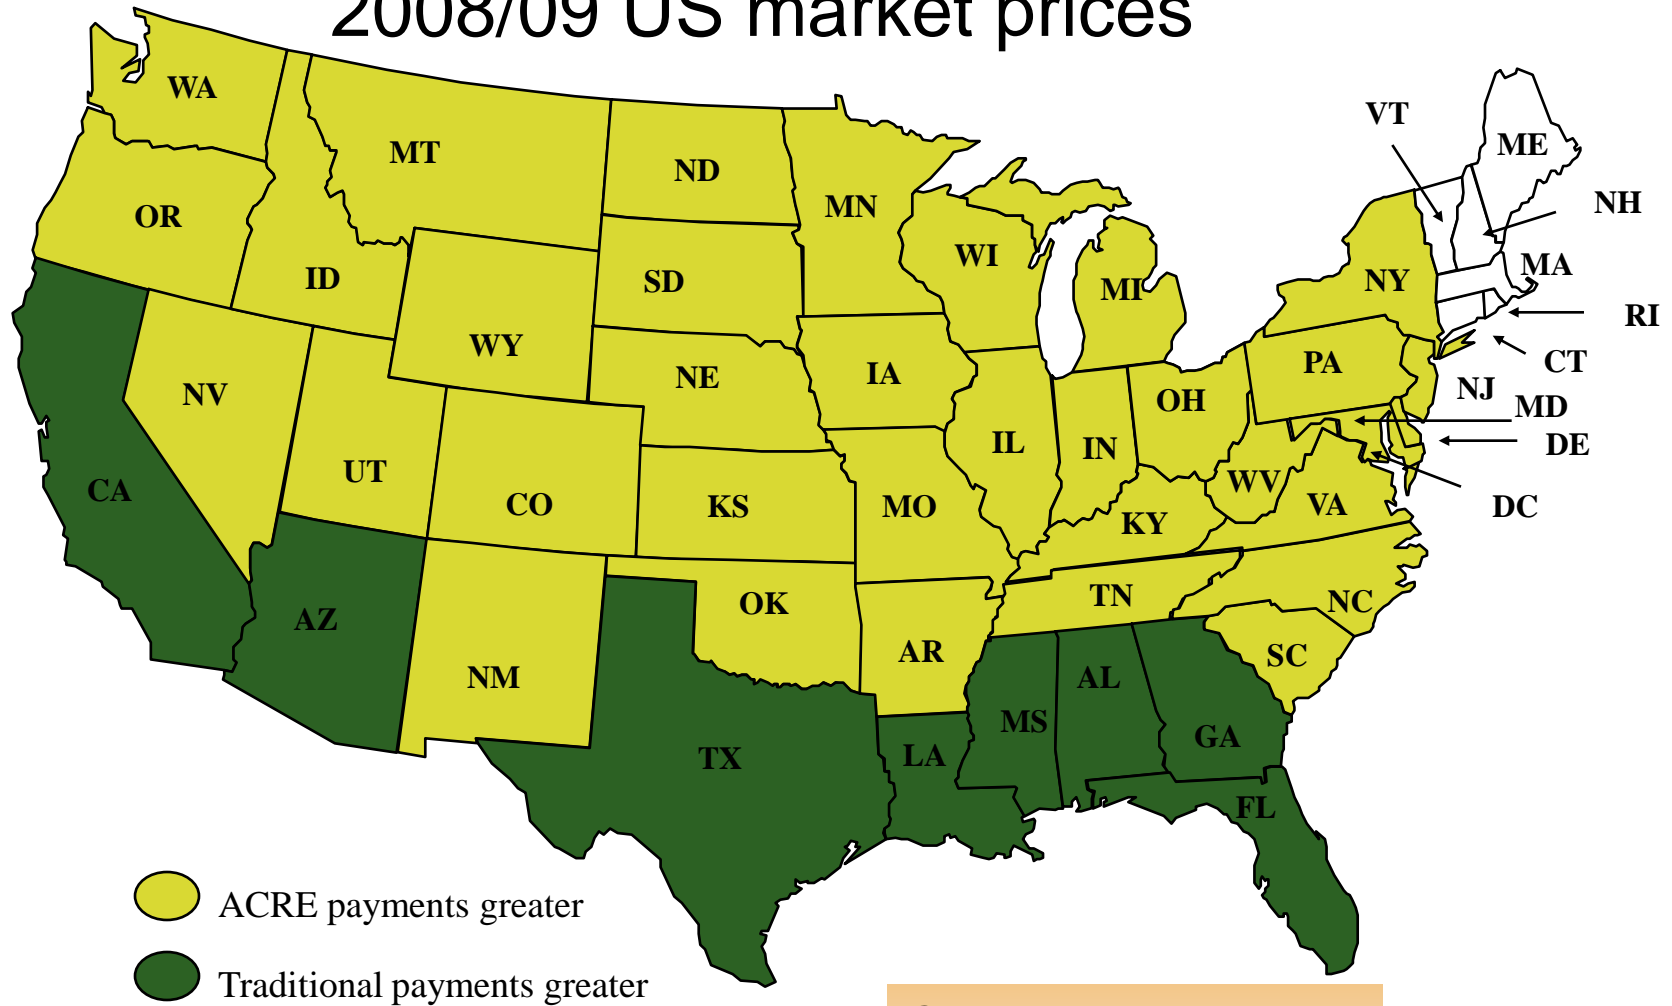 2008/09 US market prices
WA
MT
ND
MN
VT
ME
NH
OR
ID
SD
WI
MI
NY
MA
RI
WY
NE
IA
PA
CT
NV
OH
NJ
MD
UT
IL
IN
DE
CA
CO
KS
MO
WV
VA
DC
KY
AZ
OK
TN
NC
NM
AR
SC
TX
LA
MS
AL
GA
FL
ACRE payments greater
Traditional payments greater